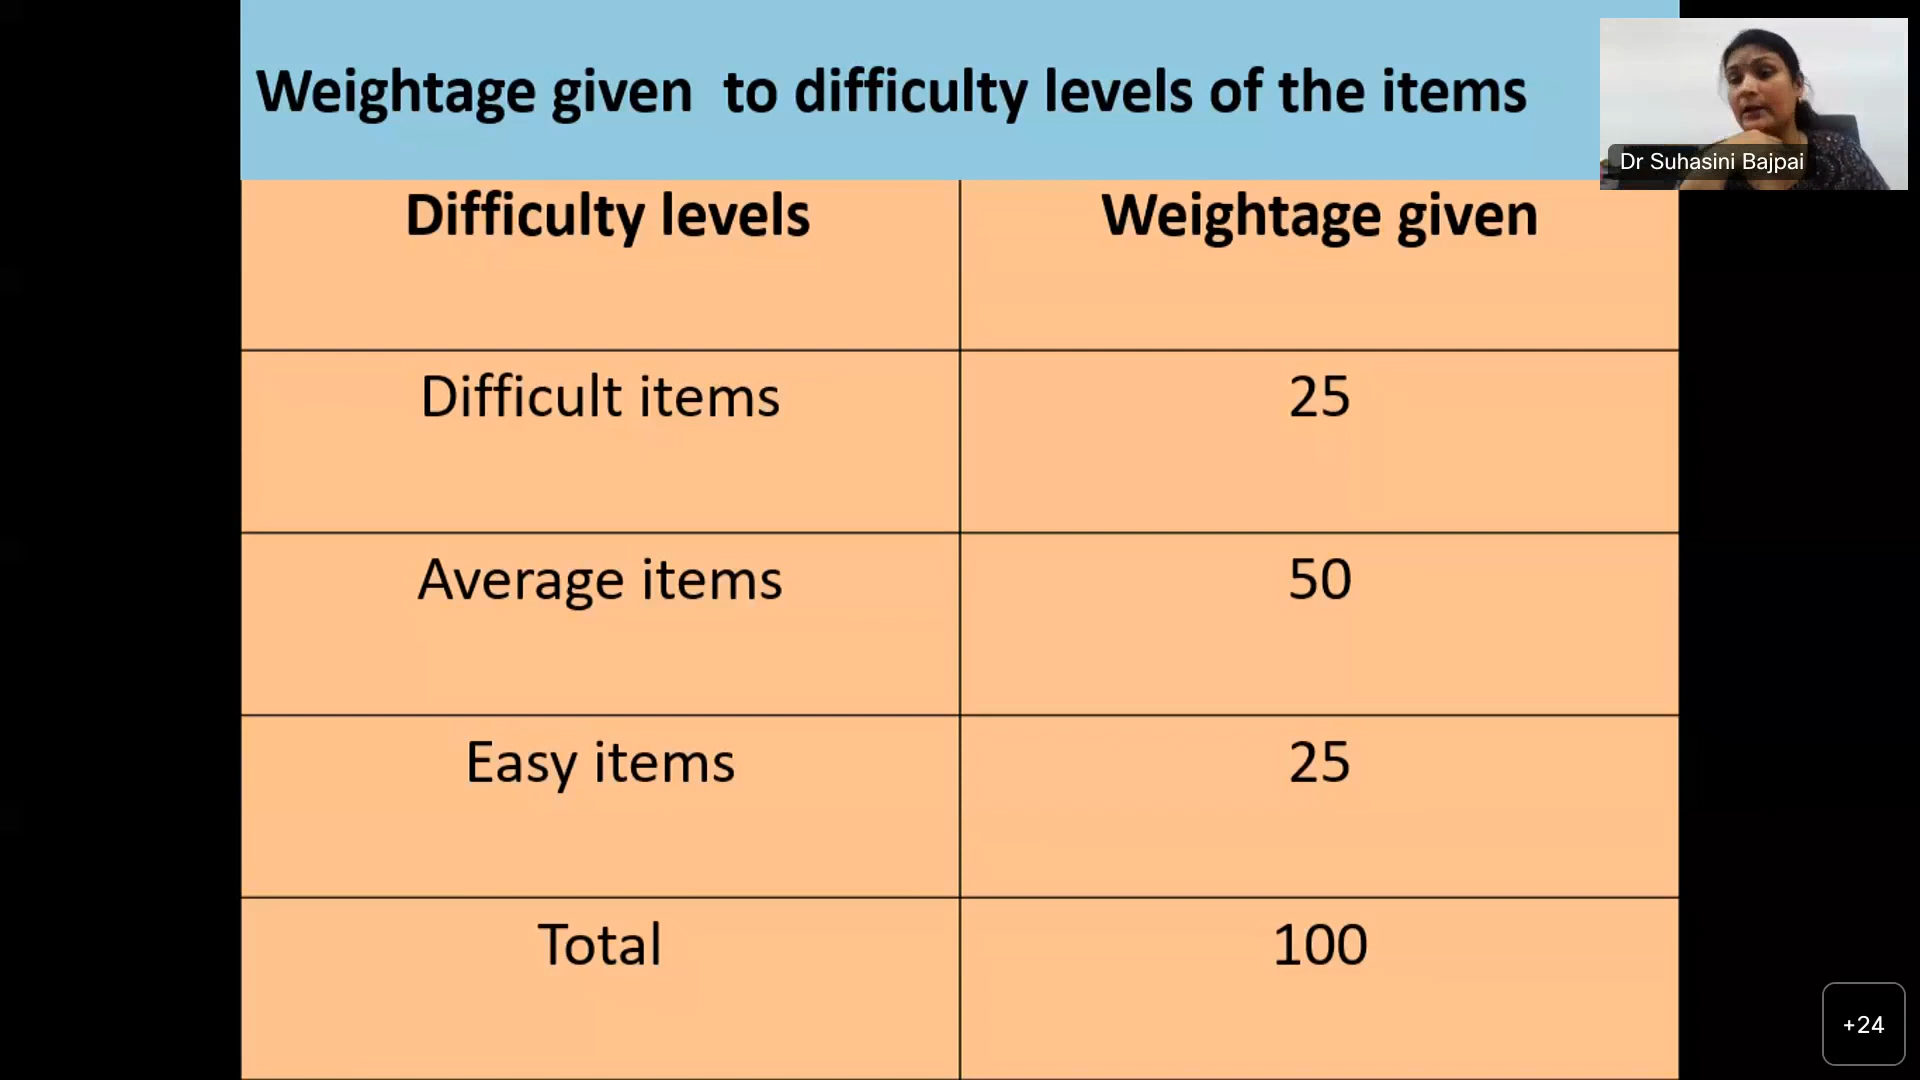 Weightage given  to difficulty levels of the items
Dr Suhasini Bajpai
Difficulty levels
Weightage given
Difficult items
25
Average items
50
Easy items
25
Total
100
+24